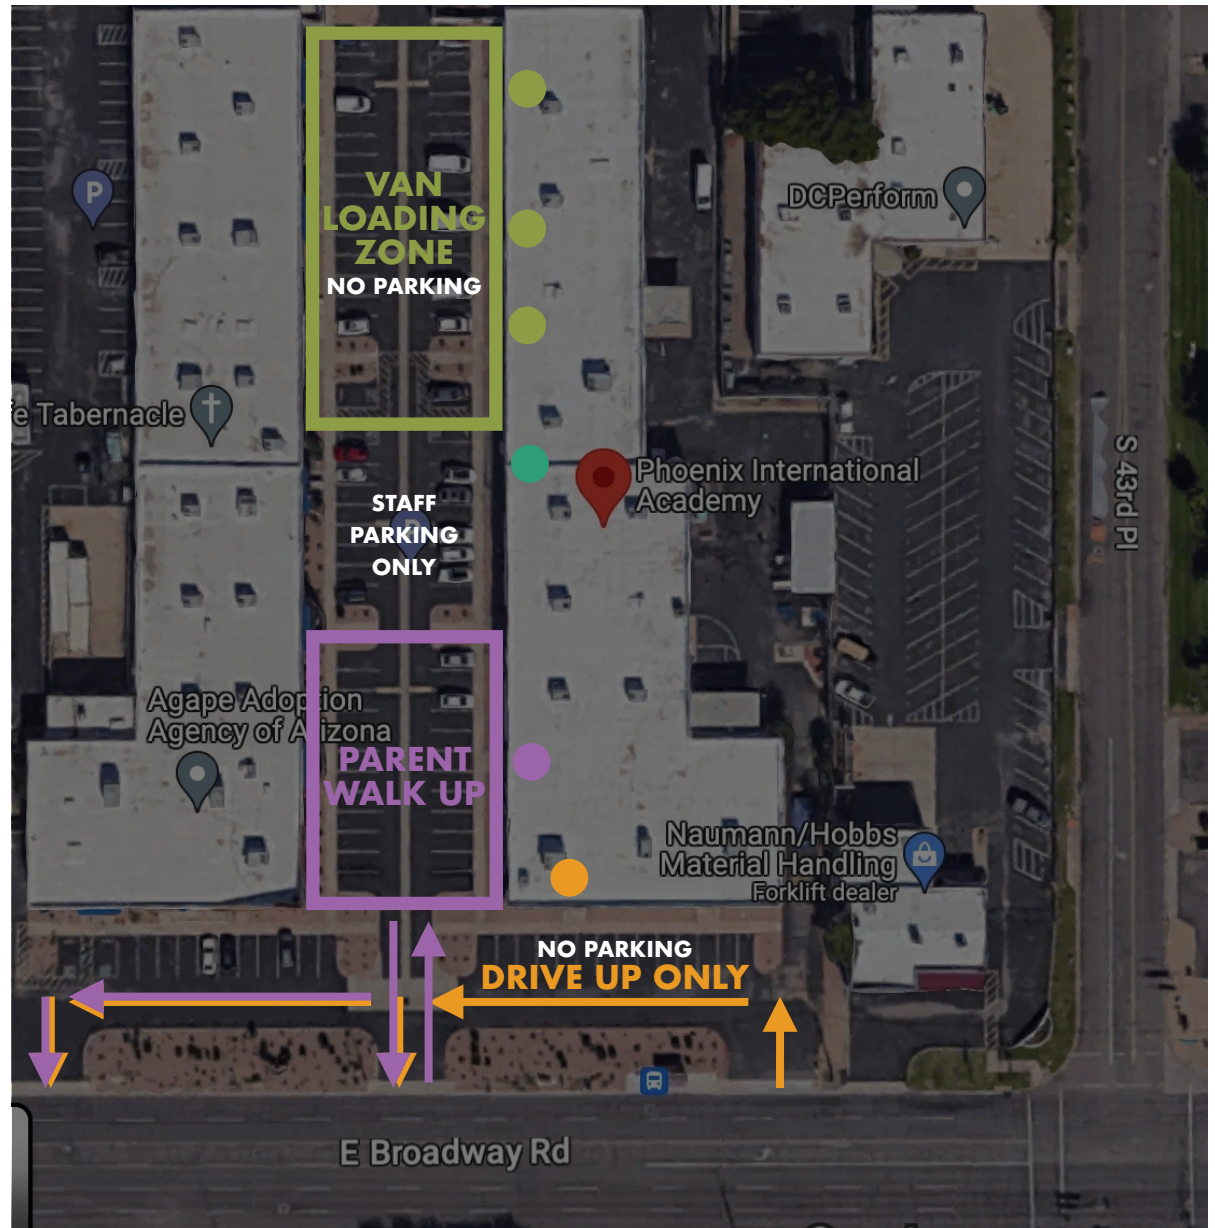 VAN
LOADING
ZONE
NO PARKING
P
DCPerform
e Tabernacle
Phoenix International
Academy
S 43rd Pl
STAFF
PARKING
ONLY
Agape Adoption
Agency of Arizona
PARENT
WALK UP
Naumann/Hobbs
Material Handling
Forklift dealer
NO PARKING
DRIVE UP ONLY
E Broadway Rd